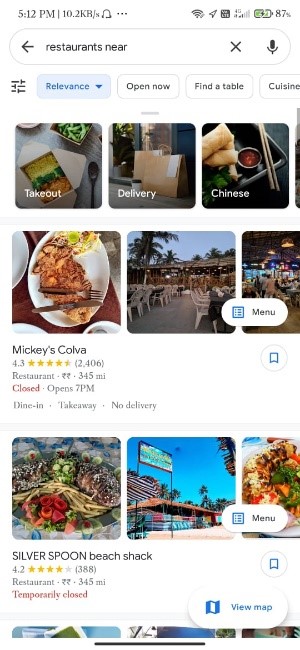 5:12 PM | 10.2KB/s ...
87%
restaurants near
Relevance
Open now
Find a table
Cuisine
Takeout
Delivery
Chinese
Menu
Mickey's Colva
4.3 (2,406)
Restaurant · ₹₹ · 345 mi
Closed · Opens 7PM
Dine-in · Takeaway · No delivery
Menu
SILVER SPOON beach shack
4.2 (388)
Restaurant · ₹₹ · 345 mi
Temporarily closed
View map